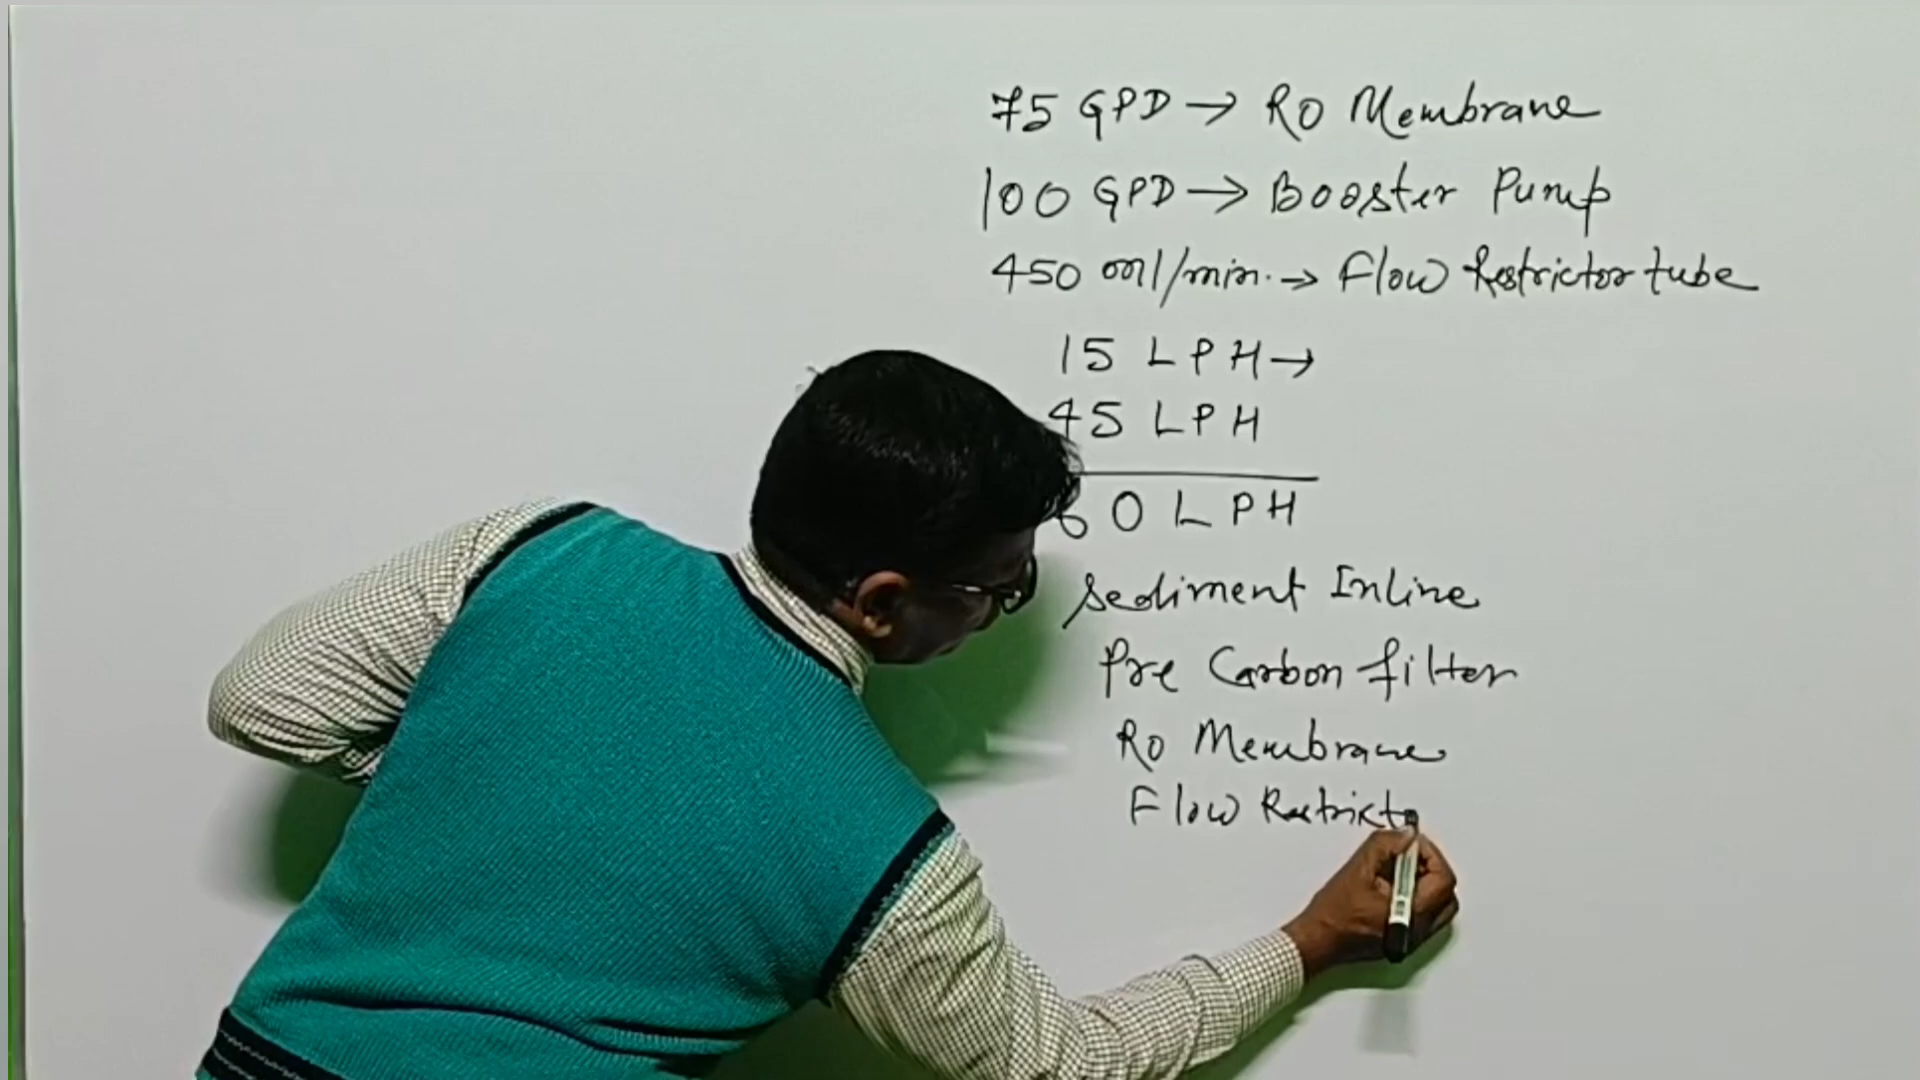 75 GPD → RO Membrane
100 GPD → Booster Pump
450 ml/min. → Flow Restrictor tube
15 LPH →
45 LPH
60 LPH
Sediment Inline
Pre Carbon filter
RO Membrane
Flow Restricto